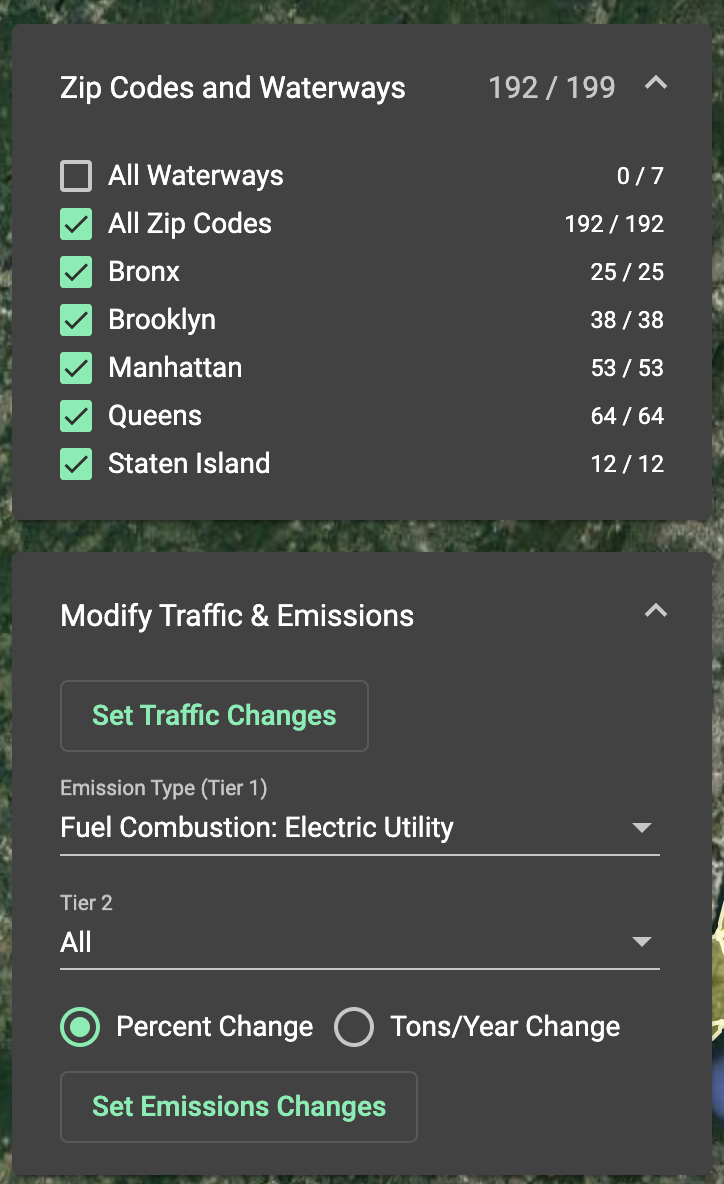 Zip Codes and Waterways 192 / 199
All Waterways 0 / 7
All Zip Codes 192 / 192
Bronx 25 / 25
Brooklyn 38 / 38
Manhattan 53 / 53
Queens 64 / 64
Staten Island 12 / 12
Modify Traffic & Emissions
Set Traffic Changes
Emission Type (Tier 1)
Fuel Combustion: Electric Utility
Tier 2
All
Percent Change Tons/Year Change
Set Emissions Changes